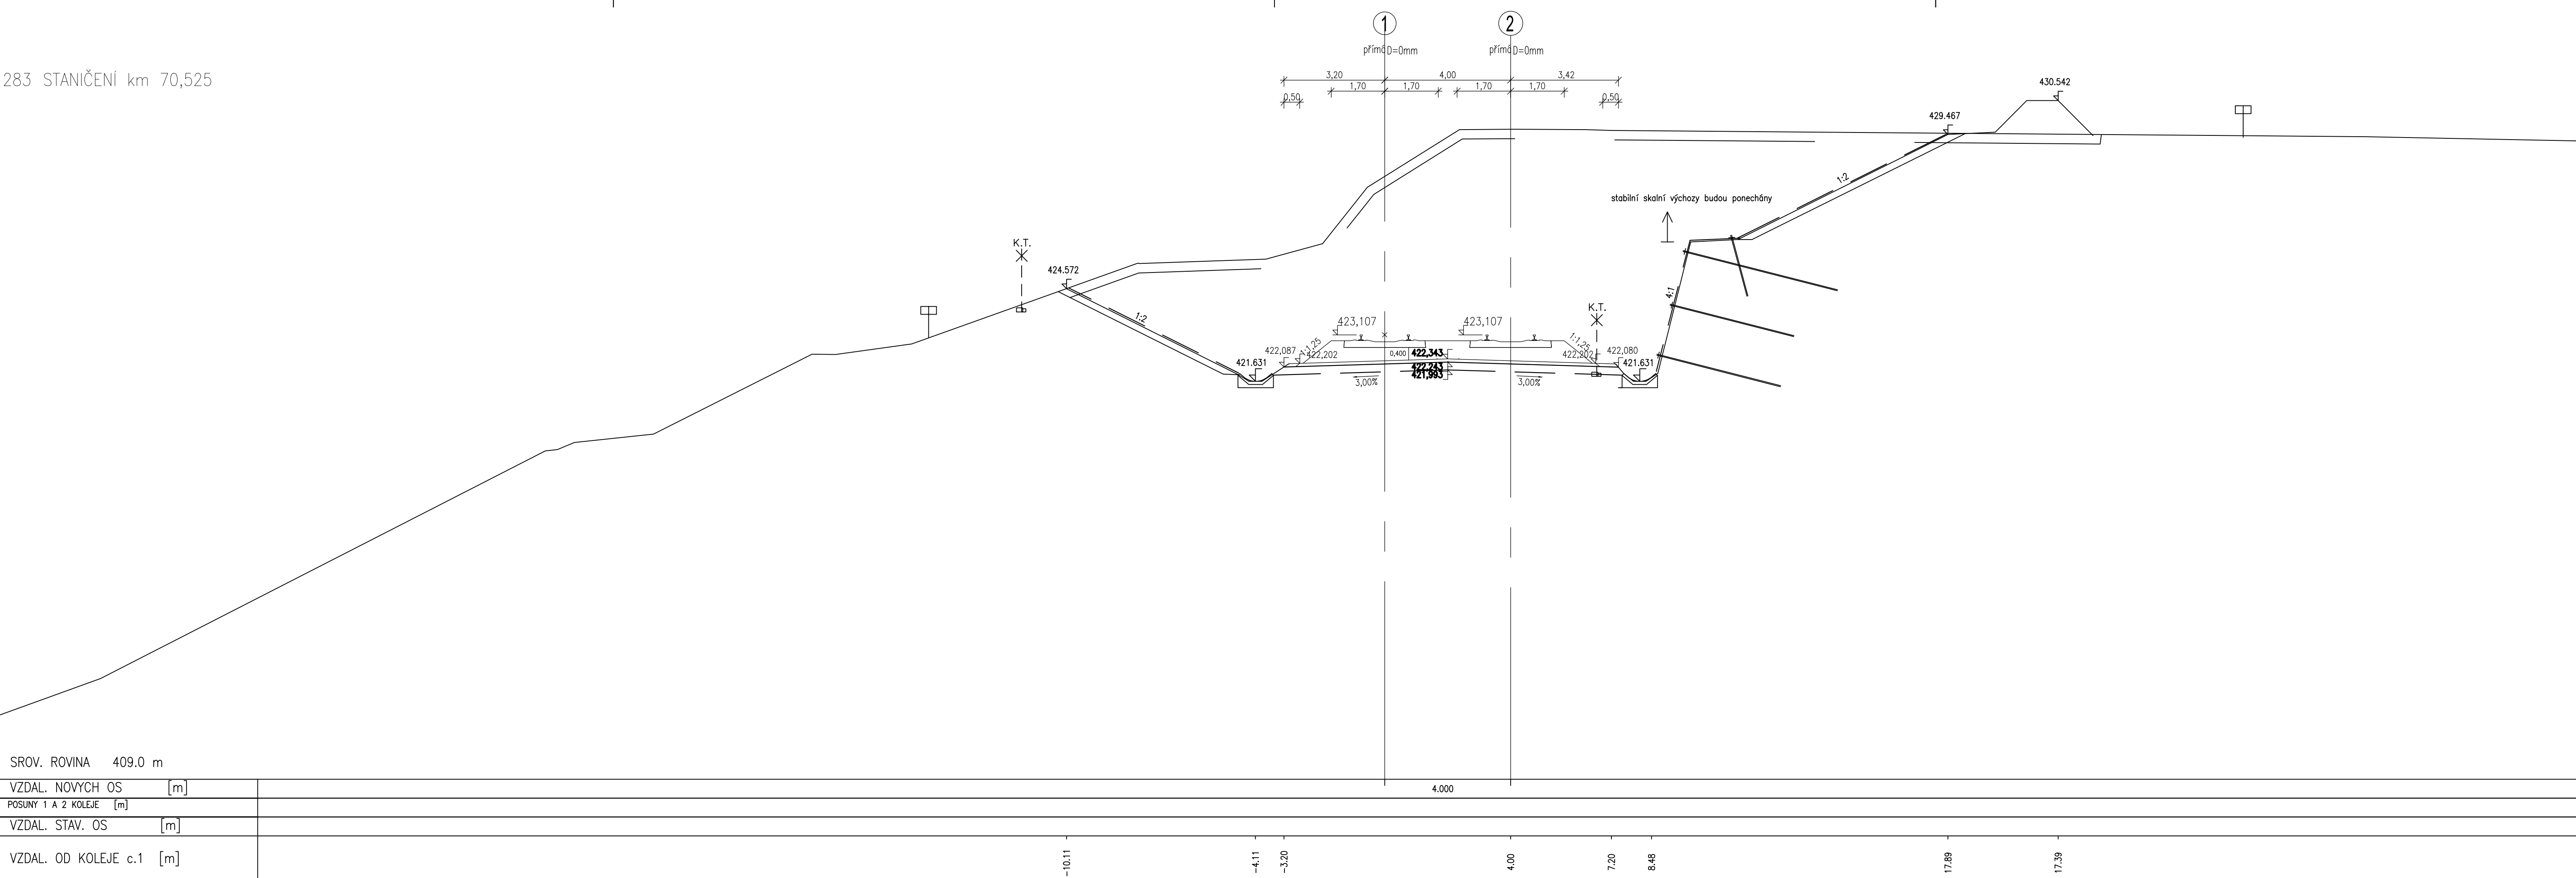 1 2
přímá D=0mm přímá D=0mm
283 STANIČENÍ km 70,525
3,20 4,00 3,42
1,70 1,70 1,70 1,70
0,50 0,50
430.542
429.467
1:2
stabilní skalní výchozy budou ponechány
K.T.
424.572
4:1
K.T.
1:2
423,107 423,107
1:1,25 1:1,25
422,087 422,202 0,400 422,343 422,202 422,080
421.631 422,243 421.631
421,993
3,00% 3,00%
SROV. ROVINA 409.0 m
VZDAL. NOVÝCH OS [m] 4.000
POSUNY 1 A 2 KOLEJE [m]
VZDAL. STAV. OS [m]
VZDAL. OD KOLEJE c.1 [m] -10.11 -4.11 -3.20 4.00 7.20 8.48 17.89 17.39